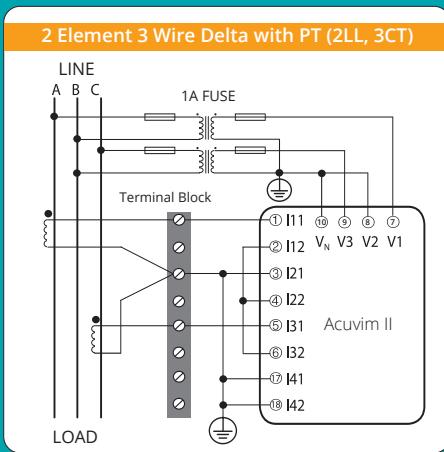 2 Element 3 Wire Delta with PT (2LL, 3CT)
LINE
A B C
1A FUSE
Terminal Block
10 9 8 7
VN V3 V2 V1
1 I11
2 I12
3 I21
4 I22
5 I31
6 I32
17 I41
18 I42
Acuvim II
LOAD